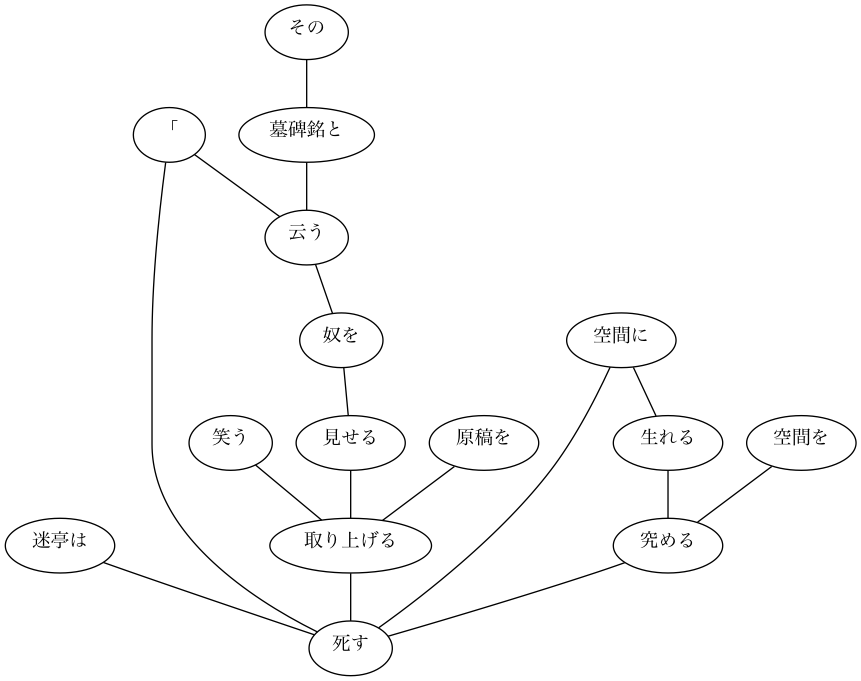 その
「
墓碑銘と
云う
奴を
空間に
笑う
見せる
原稿を
生れる
空間を
迷亭は
取り上げる
究める
死す